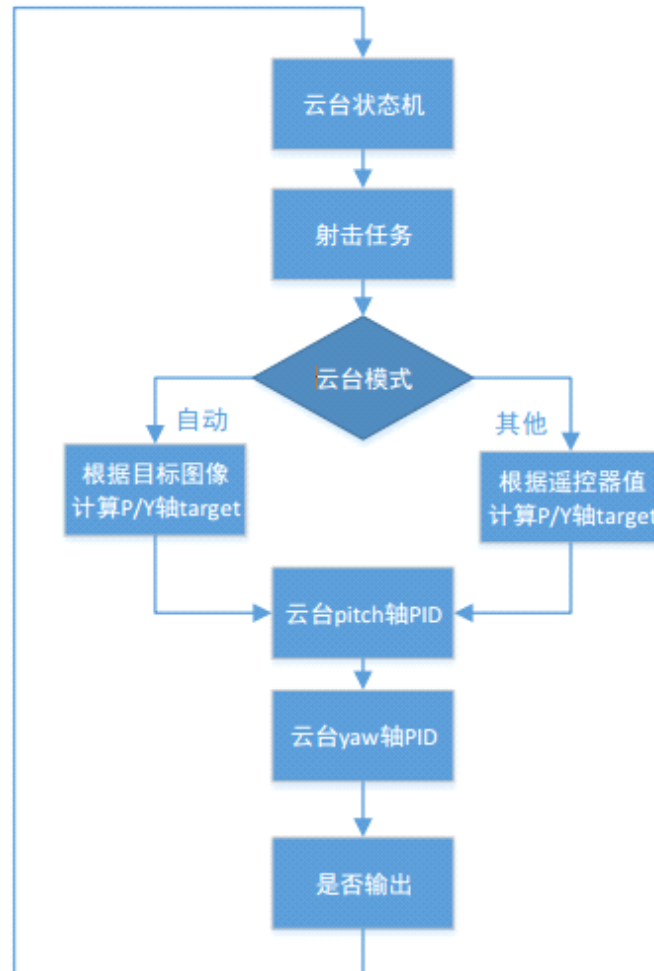 云台状态机
射击任务
云台模式
自动
其他
根据目标图像
计算P/Y轴target
根据遥控器值
计算P/Y轴target
云台pitch轴PID
云台yaw轴PID
是否输出